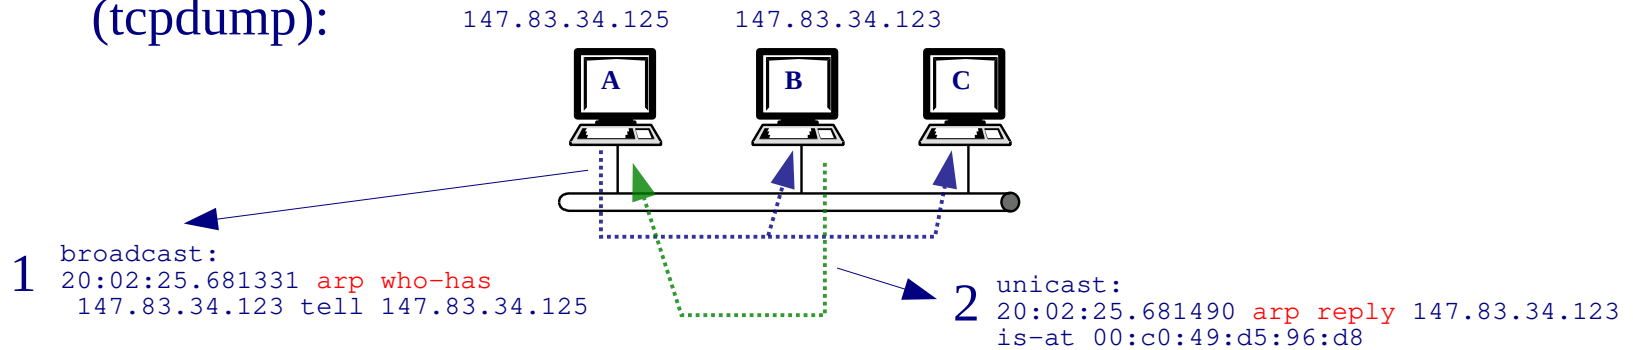 (tcpdump):
147.83.34.125 147.83.34.123
A B C
1 broadcast:
20:02:25.681331 arp who-has
147.83.34.123 tell 147.83.34.125
2 unicast:
20:02:25.681490 arp reply 147.83.34.123
is-at 00:c0:49:d5:96:d8